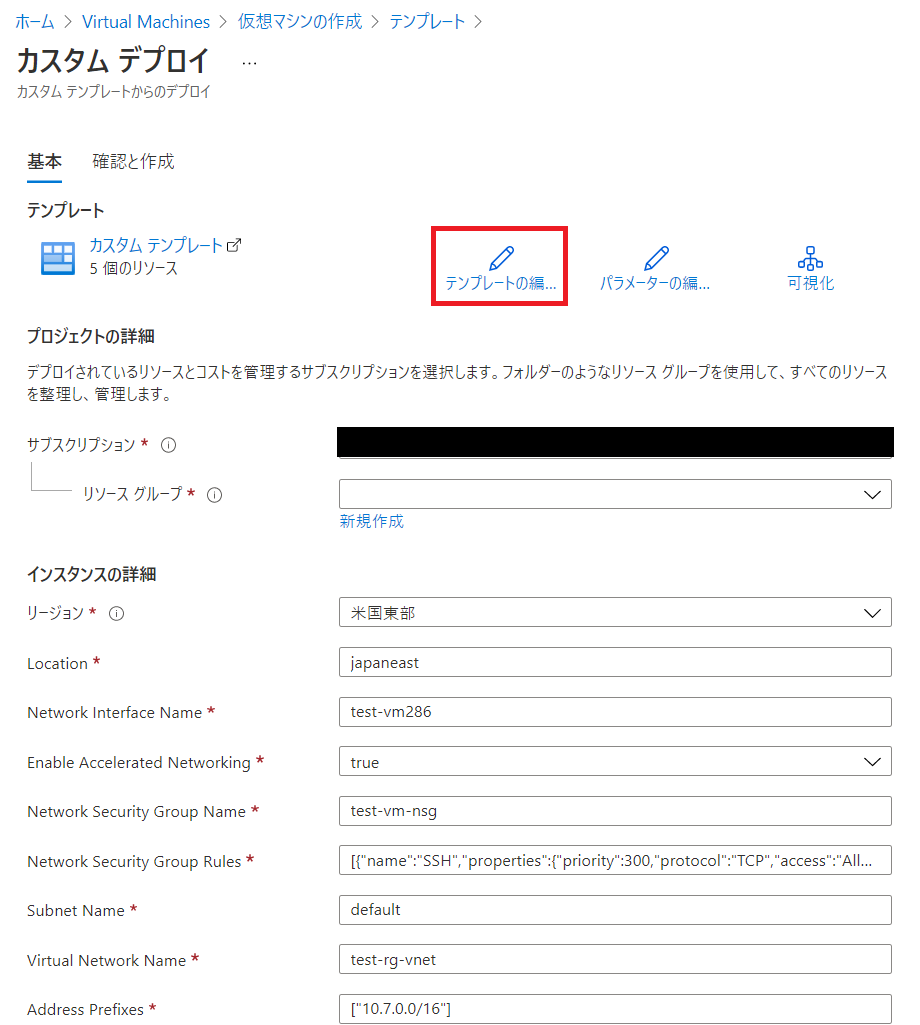 ホーム > Virtual Machines > 仮想マシンの作成 > テンプレート >
カスタム デプロイ ...
カスタム テンプレートからのデプロイ
基本 確認と作成
テンプレート
カスタム テンプレート
5 個のリソース
テンプレートの編... パラメーターの編... 可視化
プロジェクトの詳細
デプロイされているリソースとコストを管理するサブスクリプションを選択します。フォルダーのようなリソース グループを使用して、すべてのリソース
を整理し、管理します。
サブスクリプション *
リソース グループ *
新規作成
インスタンスの詳細
リージョン * 米国東部
Location * japaneast
Network Interface Name * test-vm286
Enable Accelerated Networking * true
Network Security Group Name * test-vm-nsg
Network Security Group Rules * [{"name":"SSH","properties":{"priority":300,"protocol":"TCP","access":"All...
Subnet Name * default
Virtual Network Name * test-rg-vnet
Address Prefixes * ["10.7.0.0/16"]